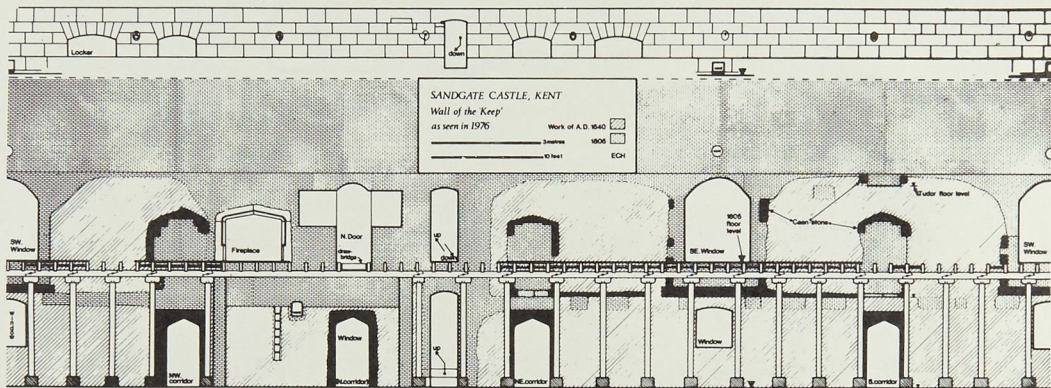 Locker
down
SANDGATE CASTLE, KENT
Wall of the 'Keep'
as seen in 1976
Work of A.D. 1540
3 metres
1806
10 feet
ECH
SW.
Window
Fireplace
N. Door
draw-
bridge
up
down
SE. Window
1805
floor
level
Caen stone
Tudor floor level
SW.
Window
Window
NW.
corridor
Window
(N.corridor)
up
NE.corridor
Window
S.corridor